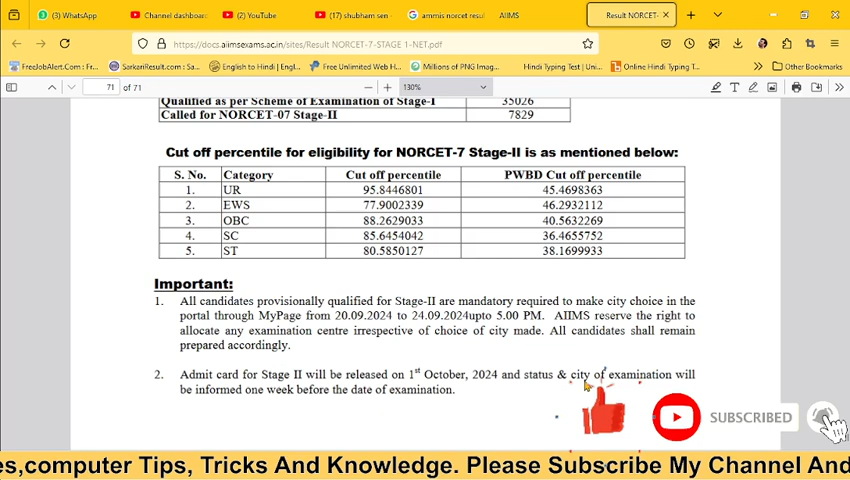 (3) WhatsApp
Channel dashboard
(2) YouTube
(17) shubham sen
ammis norcet resul
AIIMS
Result NORCET-
https://docs.aiimsexams.ac.in/sites/Result NORCET-7-STAGE 1-NET.pdf
FreeJobAlert.Com : Fr...
SarkariResult.com : Sa...
English to Hindi | Engl...
Free Unlimited Web H...
Millions of PNG Imag...
Hindi Typing Test | Uni...
Online Hindi Typing T...
Other Bookmarks
71 of 71
130%
Qualified as per Scheme of Examination of Stage-I 35026
Called for NORCET-07 Stage-II 7829
Cut off percentile for eligibility for NORCET-7 Stage-II is as mentioned below:
S. No. Category Cut off percentile PWBD Cut off percentile
1. UR 95.8446801 45.4698363
2. EWS 77.9002339 46.2932112
3. OBC 88.2629033 40.5632269
4. SC 85.6454042 36.4655752
5. ST 80.5850127 38.1699933
Important:
1. All candidates provisionally qualified for Stage-II are mandatory required to make city choice in the
portal through MyPage from 20.09.2024 to 24.09.2024upto 5.00 PM. AIIMS reserve the right to
allocate any examination centre irrespective of choice of city made. All candidates shall remain
prepared accordingly.
2. Admit card for Stage II will be released on 1st October, 2024 and status & city of examination will
be informed one week before the date of examination.
SUBSCRIBED
es,computer Tips, Tricks And Knowledge. Please Subscribe My Channel And